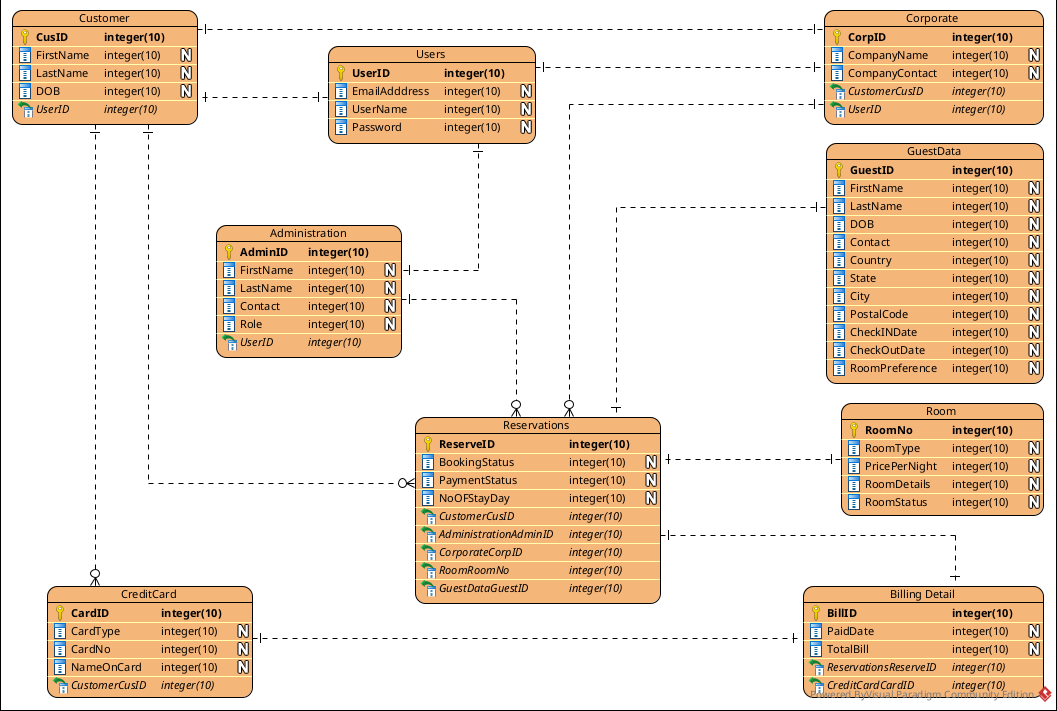 Customer
CusID integer(10)
FirstName integer(10) N
LastName integer(10) N
DOB integer(10) N
UserID integer(10)
Users
UserID integer(10)
EmailAdddress integer(10) N
UserName integer(10) N
Password integer(10) N
Corporate
CorpID integer(10)
CompanyName integer(10) N
CompanyContact integer(10) N
CustomerCusID integer(10)
UserID integer(10)
GuestData
GuestID integer(10)
FirstName integer(10) N
LastName integer(10) N
DOB integer(10) N
Contact integer(10) N
Country integer(10) N
State integer(10) N
City integer(10) N
PostalCode integer(10) N
CheckINDate integer(10) N
CheckOutDate integer(10) N
RoomPreference integer(10) N
Administration
AdminID integer(10)
FirstName integer(10) N
LastName integer(10) N
Contact integer(10) N
Role integer(10) N
UserID integer(10)
Reservations
ReserveID integer(10)
BookingStatus integer(10) N
PaymentStatus integer(10) N
NoOFStayDay integer(10) N
CustomerCusID integer(10)
AdministrationAdminID integer(10)
CorporateCorpID integer(10)
RoomRoomNo integer(10)
GuestDataGuestID integer(10)
Room
RoomNo integer(10)
RoomType integer(10) N
PricePerNight integer(10) N
RoomDetails integer(10) N
RoomStatus integer(10) N
CreditCard
CardID integer(10)
CardType integer(10) N
CardNo integer(10) N
NameOnCard integer(10) N
CustomerCusID integer(10)
Billing Detail
BillID integer(10)
PaidDate integer(10) N
TotalBill integer(10) N
ReservationsReserveID integer(10)
CreditCardCardID integer(10)
Powered ByVisual Paradigm Community Edition